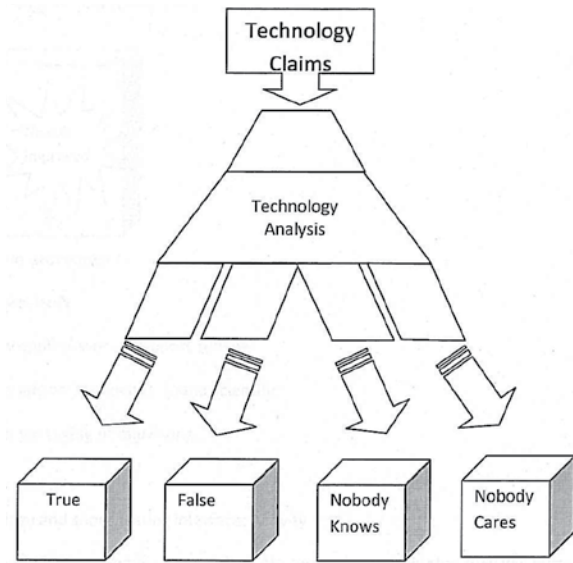 Technology
Claims
Technology
Analysis
True
False
Nobody
Knows
Nobody
Cares